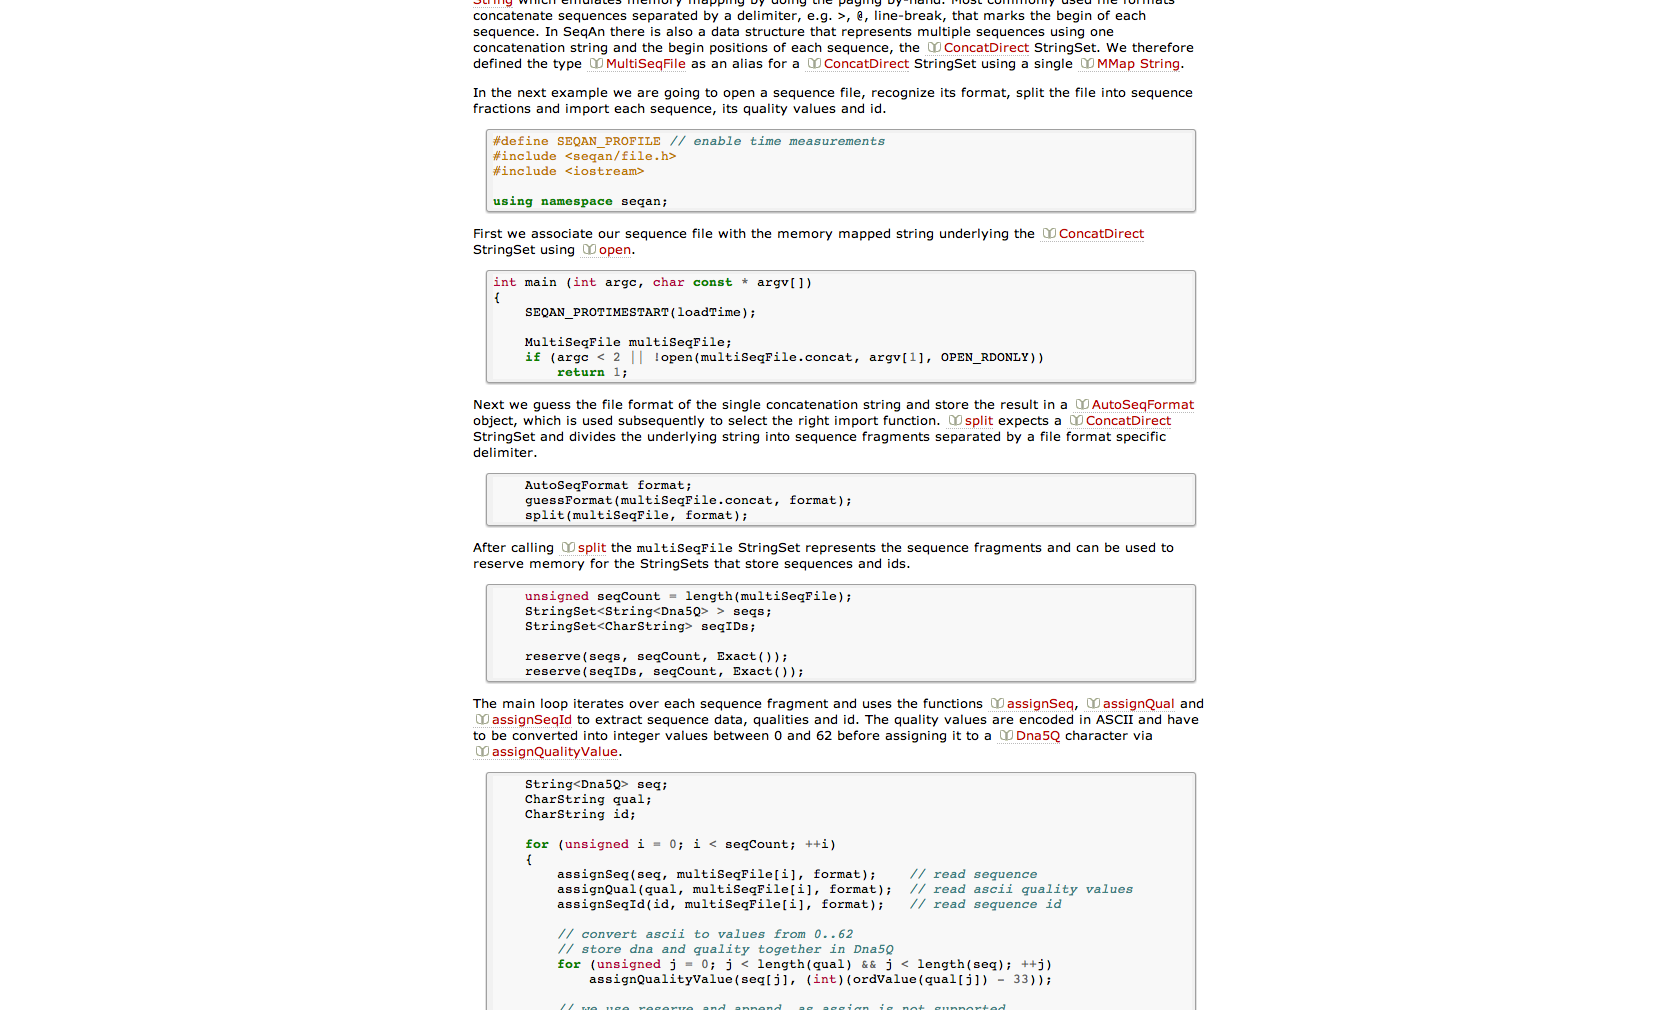 String which emulates memory mapping by doing the paging by-hand. Most commonly used file formats
concatenate sequences separated by a delimiter, e.g. >, @, line-break, that marks the begin of each
sequence. In SeqAn there is also a data structure that represents multiple sequences using one
concatenation string and the begin positions of each sequence, the ConcatDirect StringSet. We therefore
defined the type MultiSeqFile as an alias for a ConcatDirect StringSet using a single MMap String.
In the next example we are going to open a sequence file, recognize its format, split the file into sequence
fractions and import each sequence, its quality values and id.
#define SEQAN_PROFILE // enable time measurements
#include <seqan/file.h>
#include <iostream>
using namespace seqan;
First we associate our sequence file with the memory mapped string underlying the ConcatDirect
StringSet using open.
int main (int argc, char const * argv[])
{
SEQAN_PROTIMESTART(loadTime);
MultiSeqFile multiSeqFile;
if (argc < 2 || !open(multiSeqFile.concat, argv[1], OPEN_RDONLY))
return 1;
Next we guess the file format of the single concatenation string and store the result in a AutoSeqFormat
object, which is used subsequently to select the right import function. split expects a ConcatDirect
StringSet and divides the underlying string into sequence fragments separated by a file format specific
delimiter.
AutoSeqFormat format;
guessFormat(multiSeqFile.concat, format);
split(multiSeqFile, format);
After calling split the multiSeqFile StringSet represents the sequence fragments and can be used to
reserve memory for the StringSets that store sequences and ids.
unsigned seqCount = length(multiSeqFile);
StringSet<String<Dna5Q> > seqs;
StringSet<CharString> seqIDs;
reserve(seqs, seqCount, Exact());
reserve(seqIDs, seqCount, Exact());
The main loop iterates over each sequence fragment and uses the functions assignSeq, assignQual and
assignSeqId to extract sequence data, qualities and id. The quality values are encoded in ASCII and have
to be converted into integer values between 0 and 62 before assigning it to a Dna5Q character via
assignQualityValue.
String<Dna5Q> seq;
CharString qual;
CharString id;
for (unsigned i = 0; i < seqCount; ++i)
{
assignSeq(seq, multiSeqFile[i], format); // read sequence
assignQual(qual, multiSeqFile[i], format); // read ascii quality values
assignSeqId(id, multiSeqFile[i], format); // read sequence id
// convert ascii to values from 0..62
// store dna and quality together in Dna5Q
for (unsigned j = 0; j < length(qual) && j < length(seq); ++j)
assignQualityValue(seq[j], (int)(ordValue(qual[j]) - 33));
// we use reserve and append, as assign is not supported